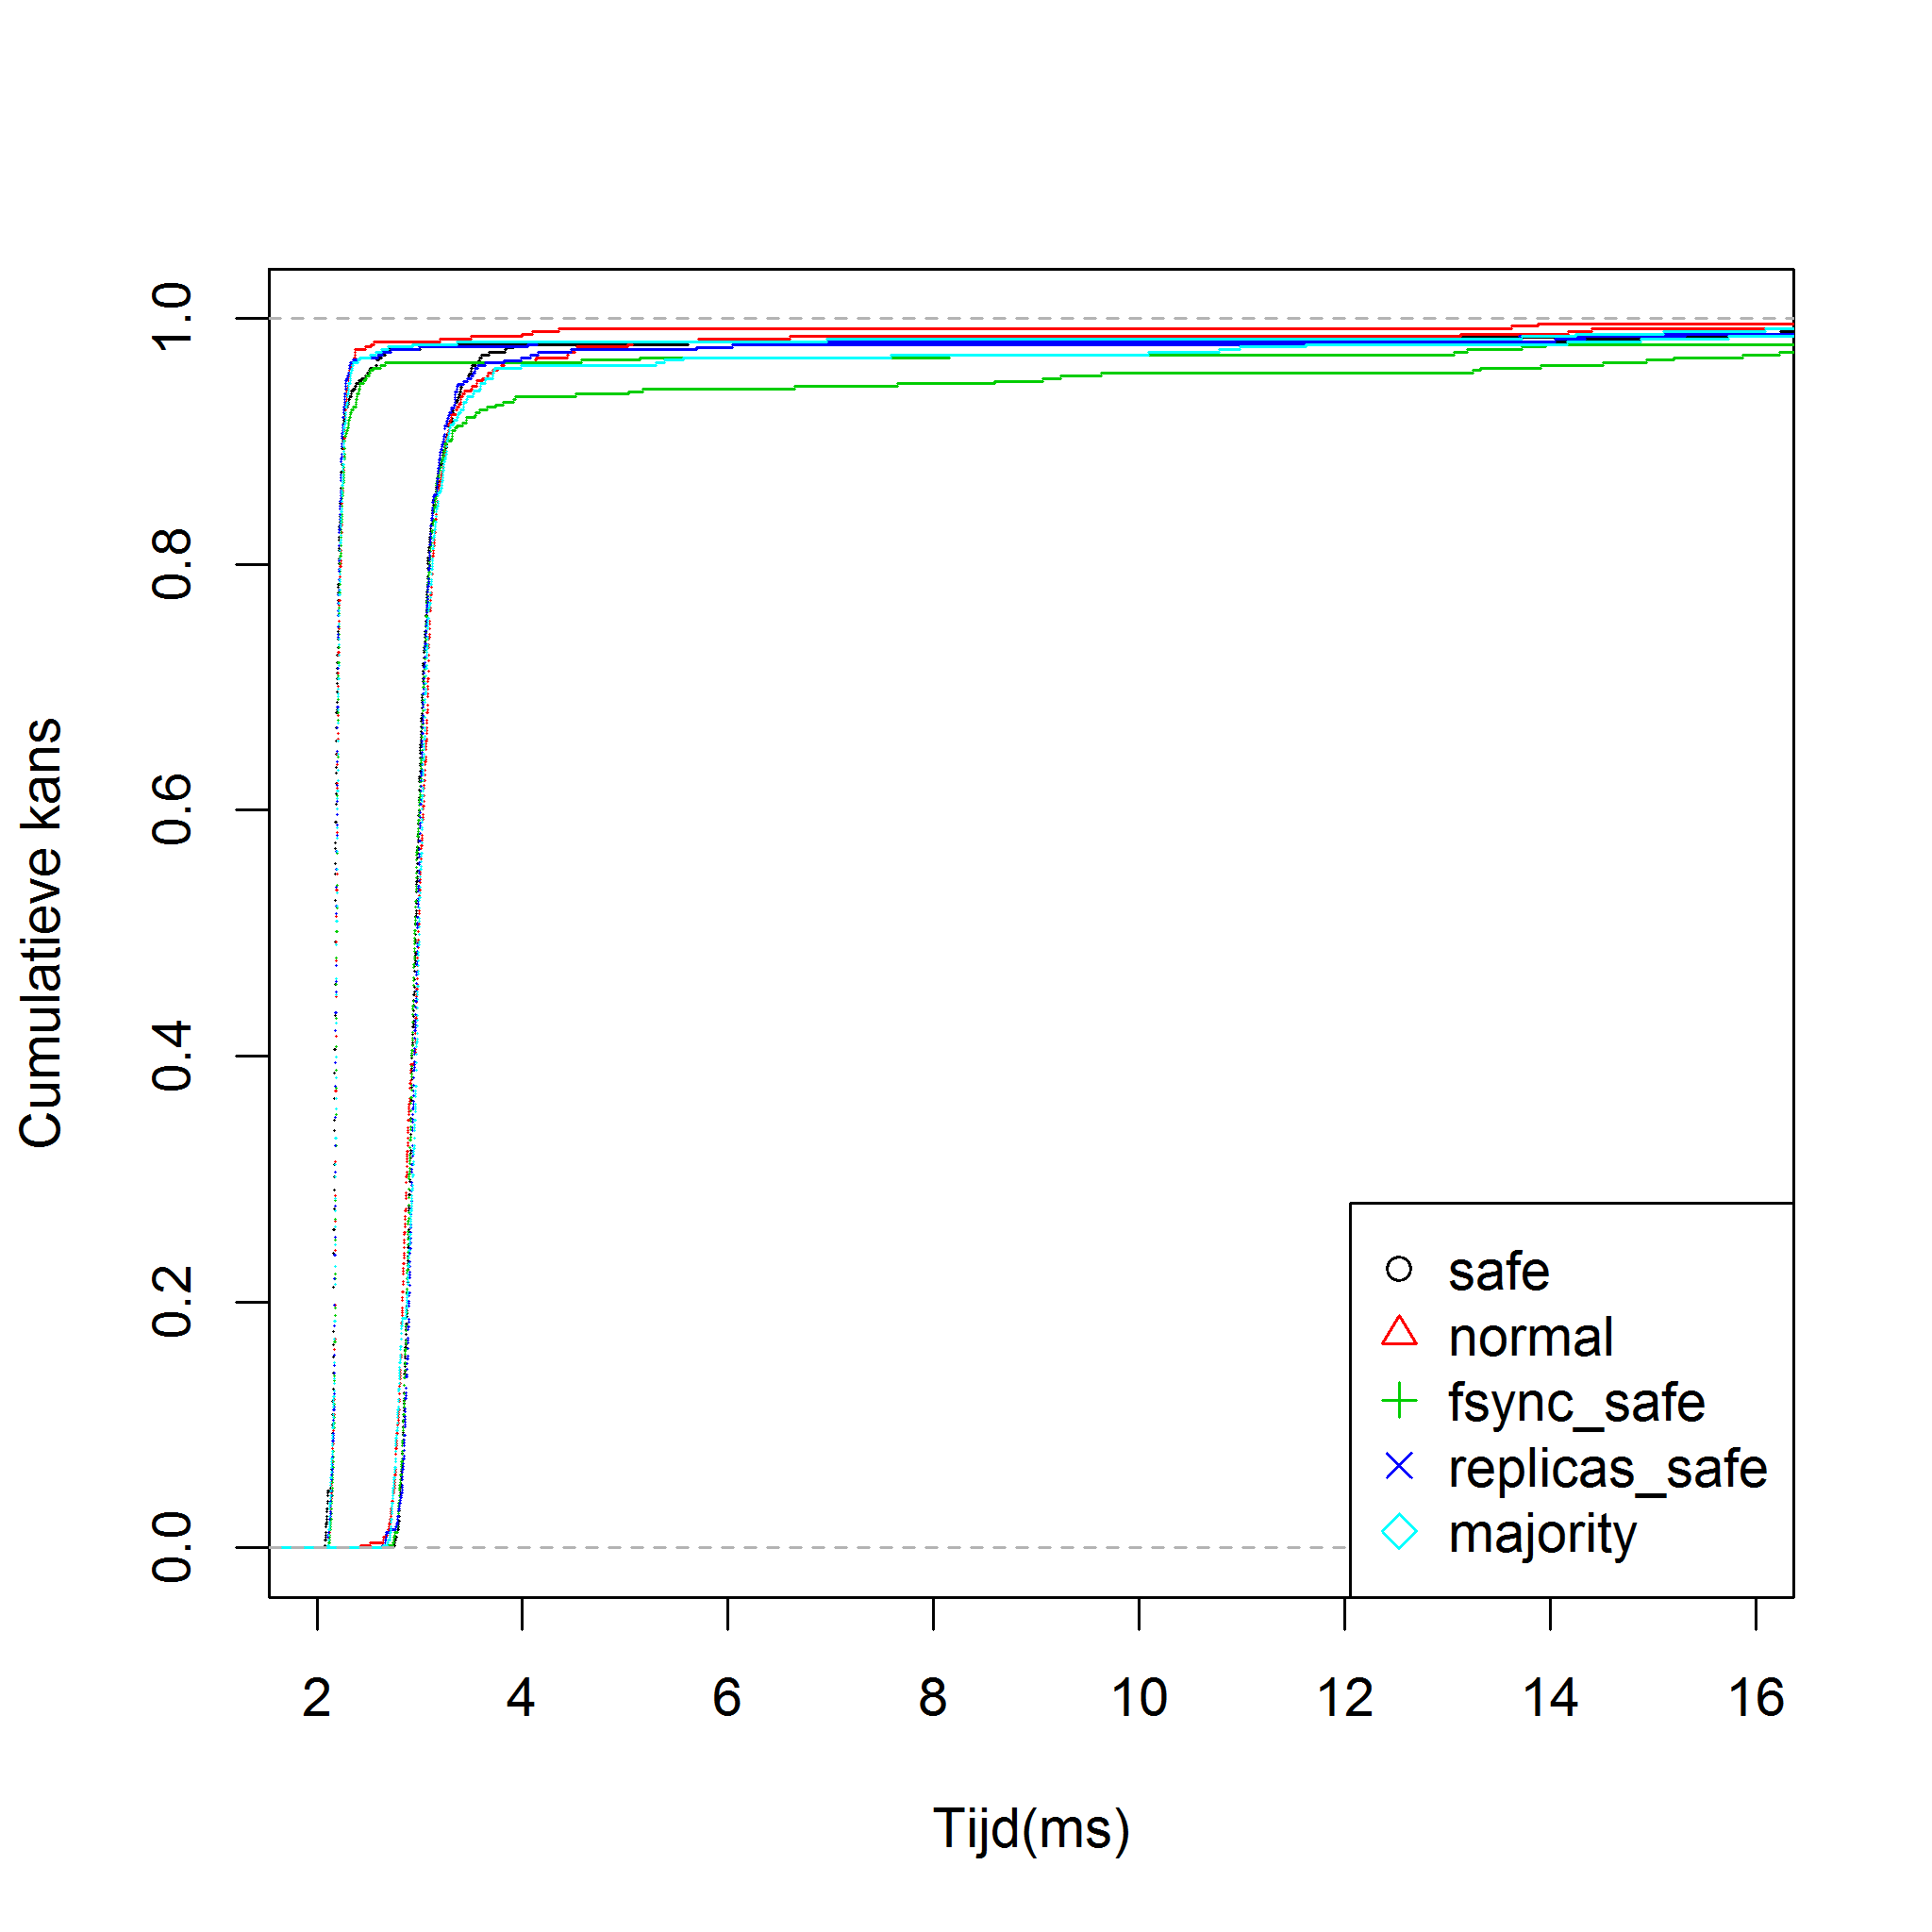 Cumulatieve kans
1.0
0.8
0.6
0.4
0.2
0.0
safe
normal
fsync_safe
replicas_safe
majority
2 4 6 8 10 12 14 16
Tijd(ms)